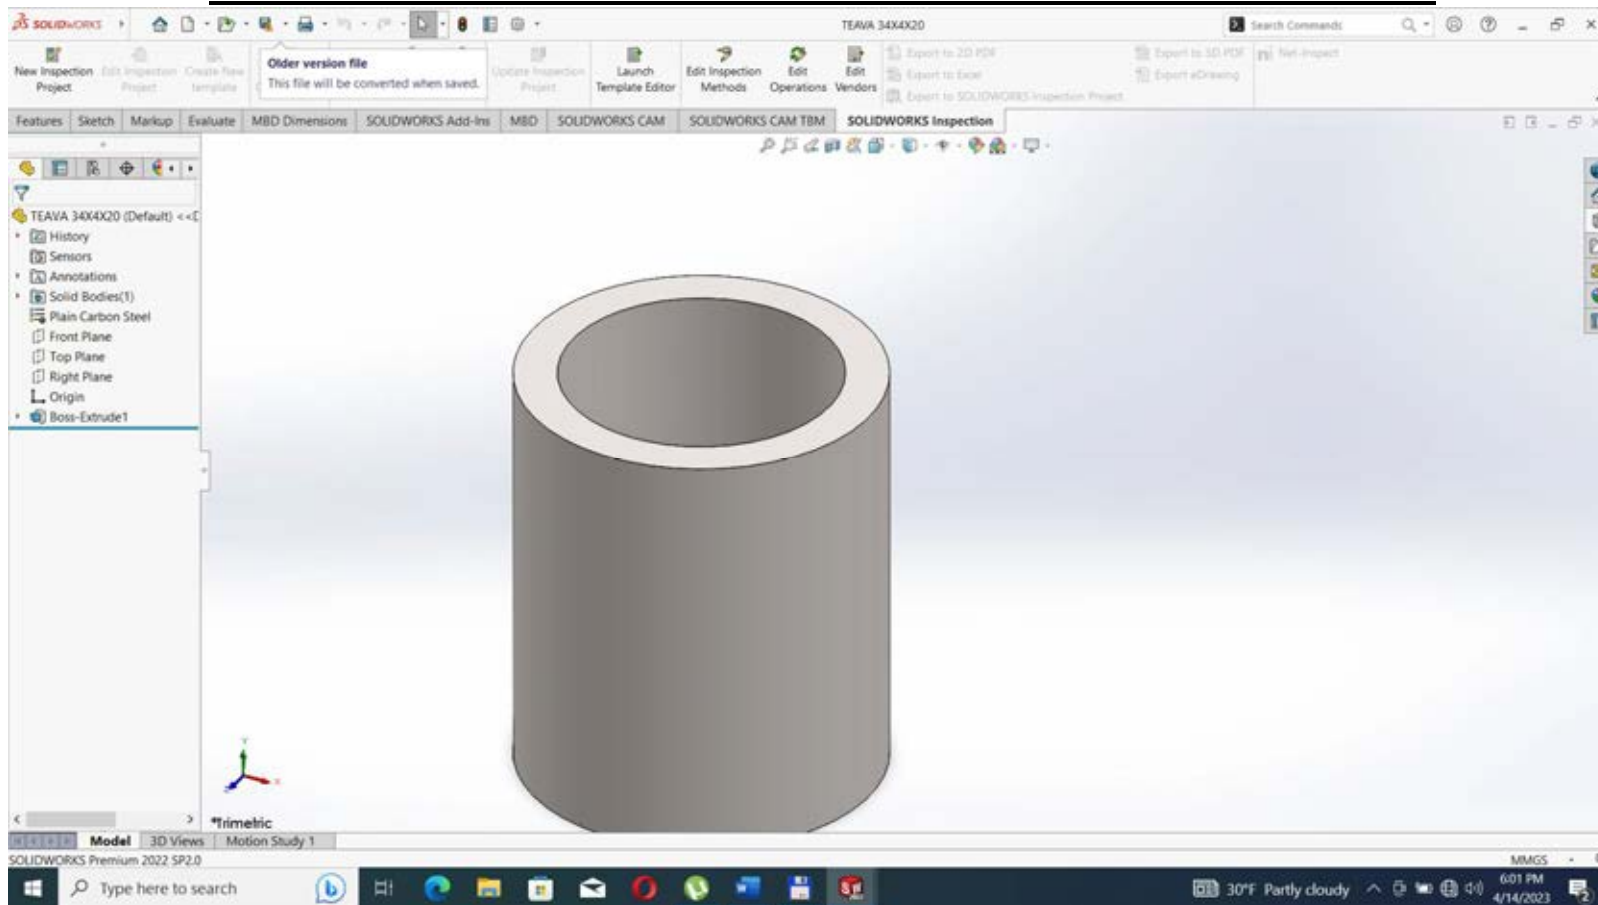 SOLIDWORKS
TEAVA 34X4X20
Search Commands
New Inspection Project
Edit Inspection Project
Create New template
Older version file
This file will be converted when saved.
Update Inspection Project
Launch Template Editor
Edit Inspection Methods
Edit Operations
Edit Vendors
Export to 2D PDF
Export to Excel
Export to SOLIDWORKS Inspection Project
Export to 3D PDF
Export eDrawing
Net-Inspect
Features Sketch Markup Evaluate MBD Dimensions SOLIDWORKS Add-Ins MBD SOLIDWORKS CAM SOLIDWORKS CAM TBM SOLIDWORKS Inspection
TEAVA 34X4X20 (Default) <<D
History
Sensors
Annotations
Solid Bodies(1)
Plain Carbon Steel
Front Plane
Top Plane
Right Plane
Origin
Boss-Extrude1
Y
X
Z
*Trimetric
Model 3D Views Motion Study 1
SOLIDWORKS Premium 2022 SP2.0
MMGS
Type here to search
30°F Partly cloudy
6:01 PM
4/14/2023
2